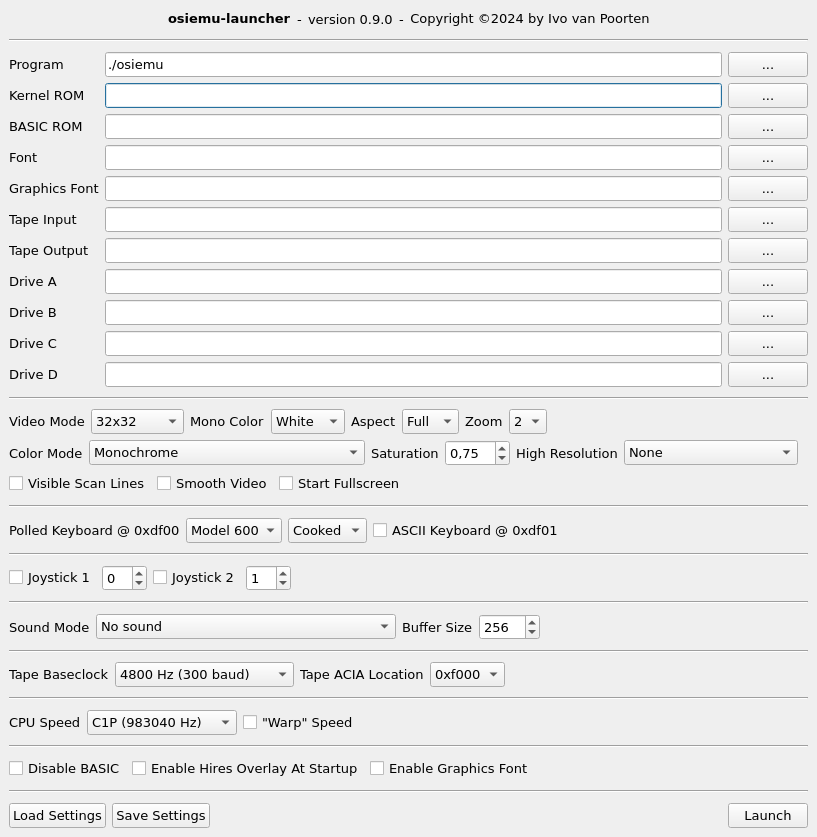 osiemu-launcher - version 0.9.0 - Copyright ©2024 by Ivo van Poorten
Program ./osiemu ...
Kernel ROM ...
BASIC ROM ...
Font ...
Graphics Font ...
Tape Input ...
Tape Output ...
Drive A ...
Drive B ...
Drive C ...
Drive D ...
Video Mode 32x32 Mono Color White Aspect Full Zoom 2
Color Mode Monochrome Saturation 0,75 High Resolution None
Visible Scan Lines Smooth Video Start Fullscreen
Polled Keyboard @ 0xdf00 Model 600 Cooked ASCII Keyboard @ 0xdf01
Joystick 1 0 Joystick 2 1
Sound Mode No sound Buffer Size 256
Tape Baseclock 4800 Hz (300 baud) Tape ACIA Location 0xf000
CPU Speed C1P (983040 Hz) "Warp" Speed
Disable BASIC Enable Hires Overlay At Startup Enable Graphics Font
Load Settings Save Settings Launch